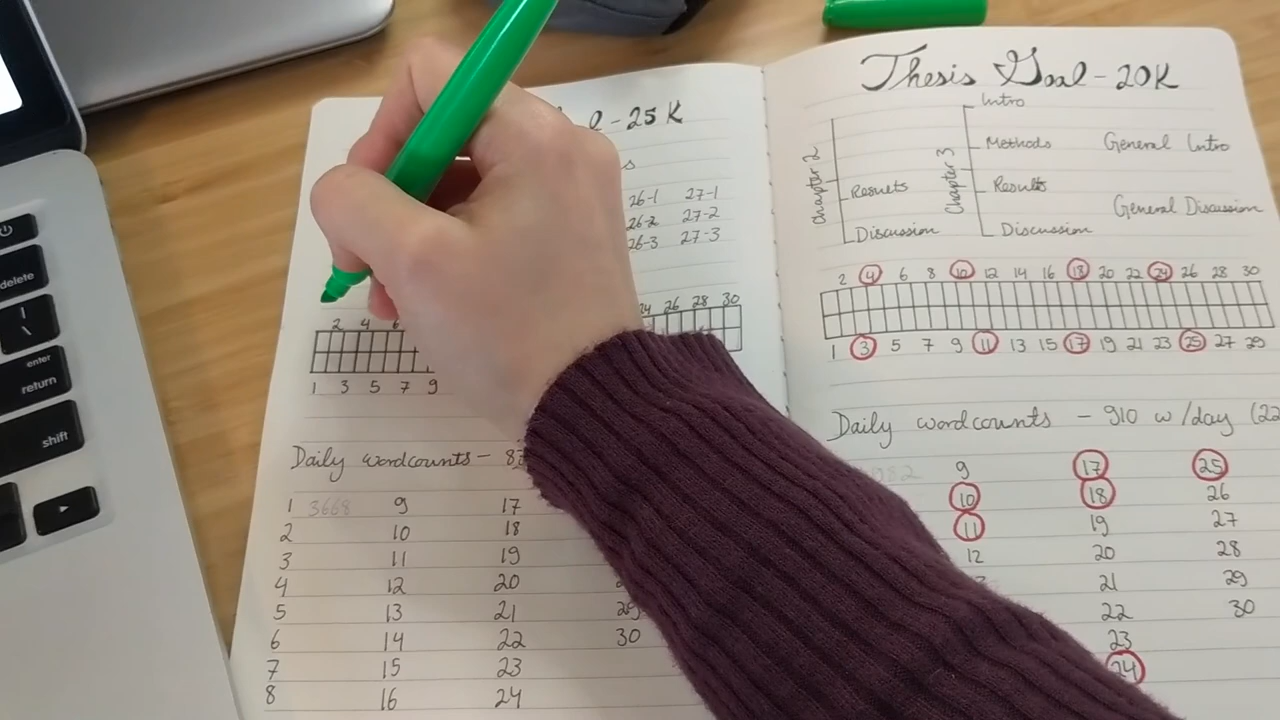 delete
enter
return
shift
- 25 K
26-1 27-1
26-2 27-2
26-3 27-3
2 4 6 24 26 28 30
1 3 5 7 9
Daily wordcounts -
1 3668 9 17
2 10 18
3 11 19
4 12 20
5 13 21 29
6 14 22 30
7 15 23
8 16 24
Thesis Goal - 20K
Chapter 2
Results
Discussion
Chapter 3
Intro
Methods
Results
Discussion
General Intro
General Discussion
2 4 6 8 10 12 14 16 18 20 22 24 26 28 30
1 3 5 7 9 11 13 15 17 19 21 23 25 27 29
Daily wordcounts - 910 w/day (22
9 17 25
10 18 26
11 19 27
12 20 28
21 29
22 30
23
24